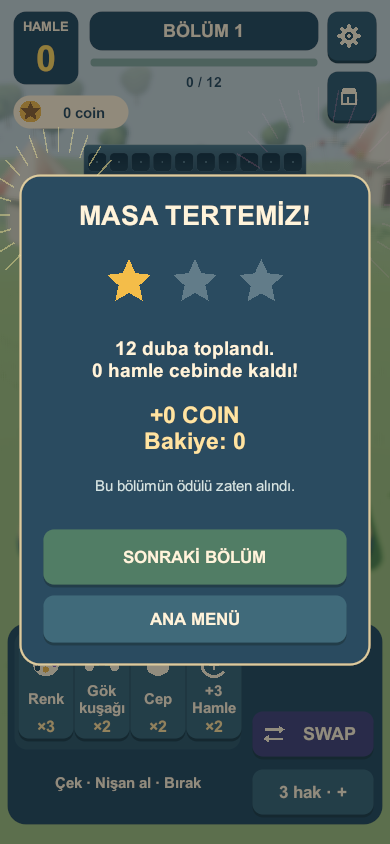 HAMLE
0
BÖLÜM 1
0 / 12
0 coin
MASA TERTEMİZ!
12 duba toplandı.
0 hamle cebinde kaldı!
+0 COIN
Bakiye: 0
Bu bölümün ödülü zaten alındı.
SONRAKİ BÖLÜM
ANA MENÜ
Renk
×3
Gök
kuşağı
×2
Cep
×2
+3
Hamle
×2
SWAP
Çek · Nişan al · Bırak
3 hak · +